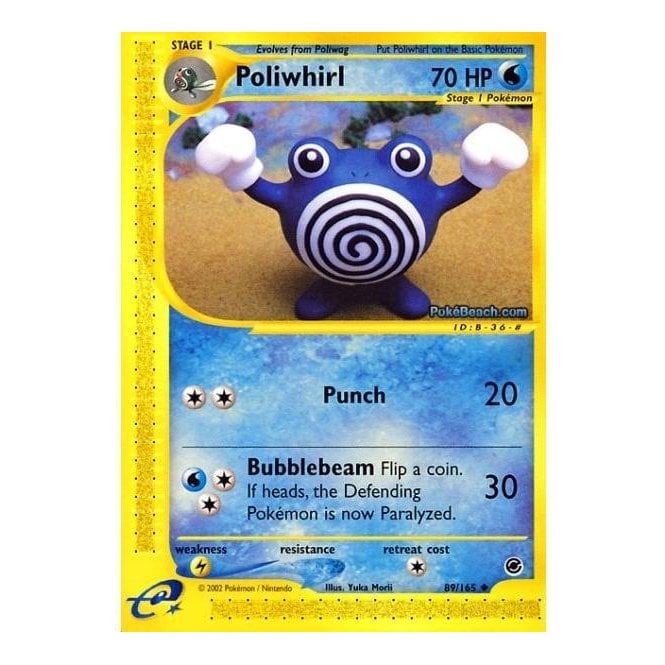 STAGE 1
Evolves from Poliwag Put Poliwhirl on the Basic Pokémon
Poliwhirl 70 HP
Stage 1 Pokémon
PokéBeach.com
ID:B-36-#
Punch 20
Bubblebeam Flip a coin.
If heads, the Defending
Pokémon is now Paralyzed.
30
weakness resistance retreat cost
© 2002 Pokémon / Nintendo Illus. Yuka Morii 89/165
e